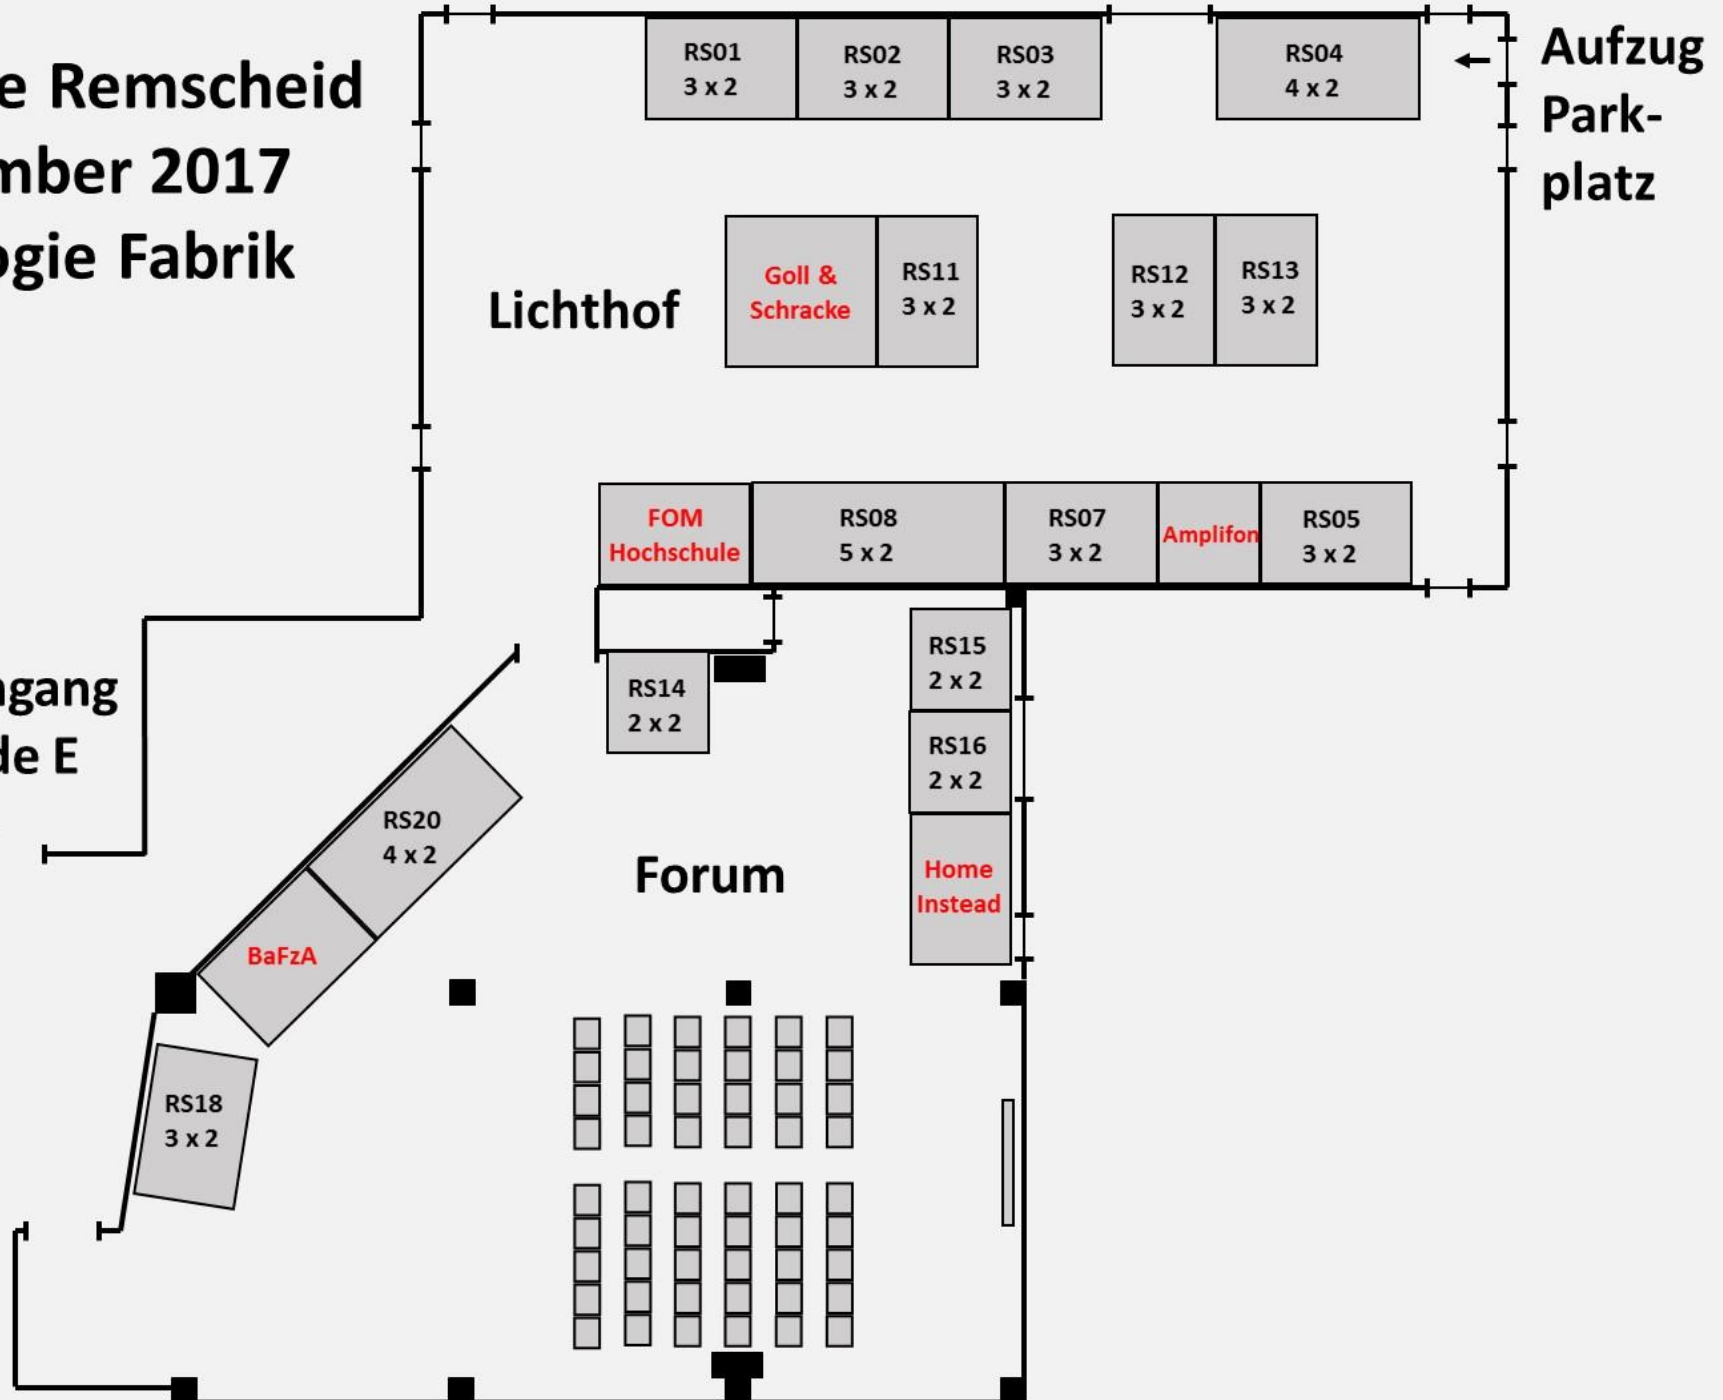 e Remscheid
mber 2017
ogie Fabrik
RS01
3 x 2
RS02
3 x 2
RS03
3 x 2
RS04
4 x 2
Aufzug
Park-
platz
Lichthof
Goll &
Schracke
RS11
3 x 2
RS12
3 x 2
RS13
3 x 2
FOM
Hochschule
RS08
5 x 2
RS07
3 x 2
Amplifon
RS05
3 x 2
ngang
de E
RS14
2 x 2
RS15
2 x 2
RS16
2 x 2
Home
Instead
RS20
4 x 2
Forum
BaFzA
RS18
3 x 2